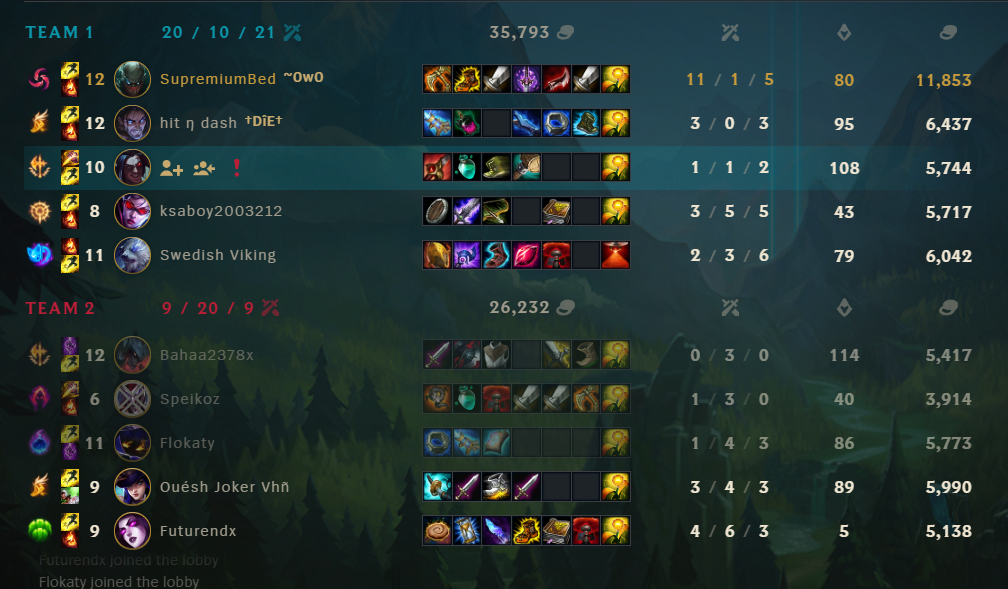 TEAM 1 20 / 10 / 21 35,793
12 SupremiumBed ~OwO 11 / 1 / 5 80 11,853
12 hit η dash †DîE† 3 / 0 / 3 95 6,437
10 1 / 1 / 2 108 5,744
8 ksaboy2003212 3 / 5 / 5 43 5,717
11 Swedish Viking 2 / 3 / 6 79 6,042
TEAM 2 9 / 20 / 9 26,232
12 Bahaa2378x 0 / 3 / 0 114 5,417
6 Speikoz 1 / 3 / 0 40 3,914
11 Flokaty 1 / 4 / 3 86 5,773
9 Ouésh Joker Vhñ 3 / 4 / 3 89 5,990
9 Futurendx 4 / 6 / 3 5 5,138
Futurendx joined the lobby
Flokaty joined the lobby